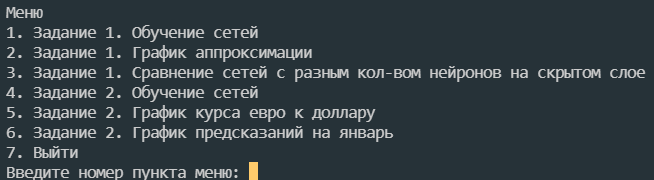 Меню
1. Задание 1. Обучение сетей
2. Задание 1. График аппроксимации
3. Задание 1. Сравнение сетей с разным кол-вом нейронов на скрытом слое
4. Задание 2. Обучение сетей
5. Задание 2. График курса евро к доллару
6. Задание 2. График предсказаний на январь
7. Выйти
Введите номер пункта меню: